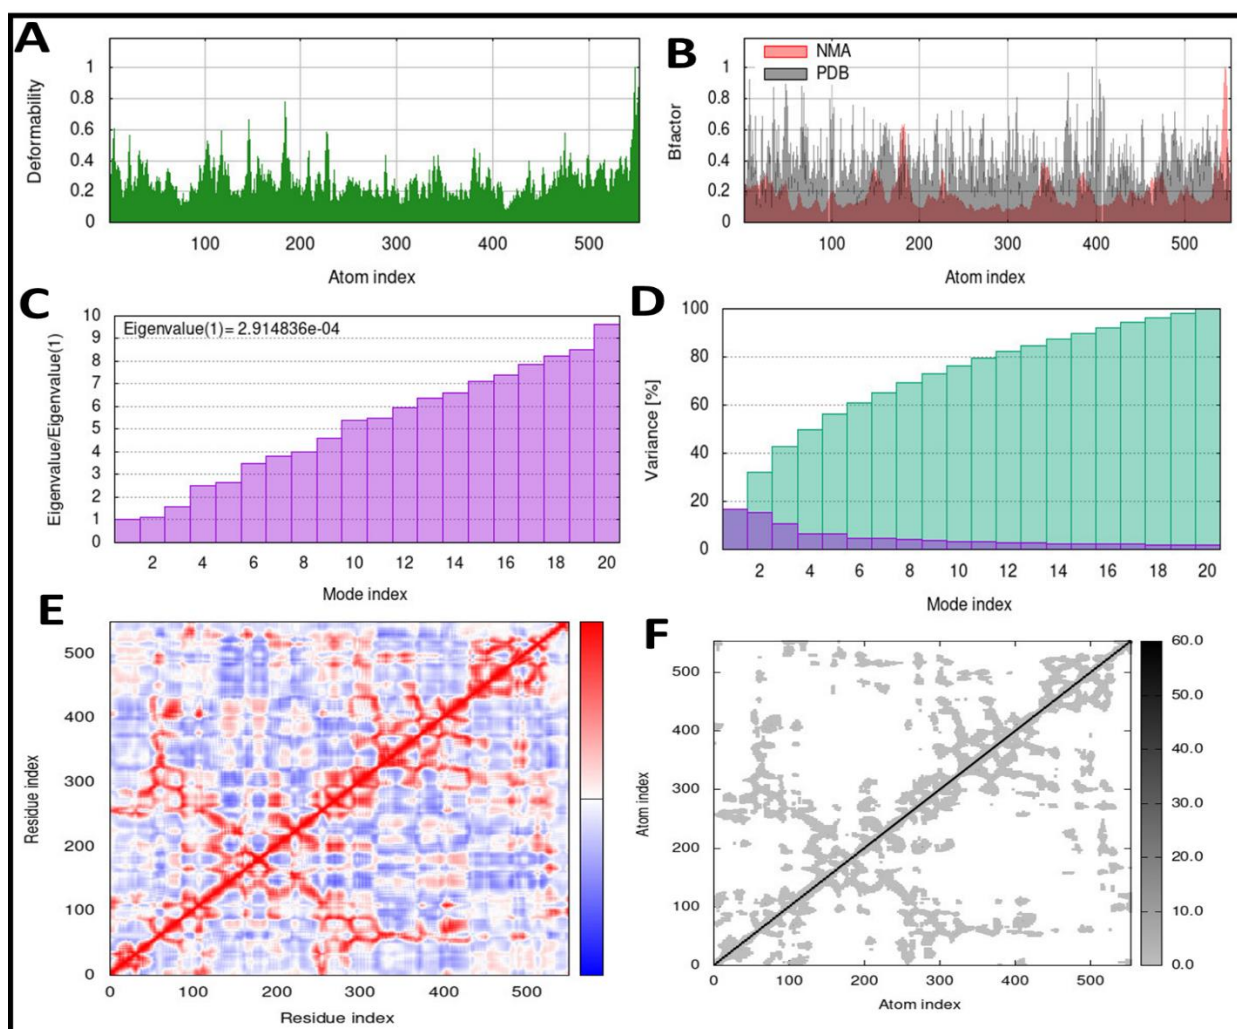 A
Deformability
1
0.8
0.6
0.4
0.2
0
100 200 300 400 500
Atom index
B
NMA
PDB
Bfactor
1
0.8
0.6
0.4
0.2
0
100 200 300 400 500
Atom index
C
Eigenvalue(1)= 2.914836e-04
Eigenvalue/Eigenvalue(1)
10
9
8
7
6
5
4
3
2
1
0
2 4 6 8 10 12 14 16 18 20
Mode index
D
Variance [%]
100
80
60
40
20
0
2 4 6 8 10 12 14 16 18 20
Mode index
E
Residue index
500
400
300
200
100
0
0 100 200 300 400 500
Residue index
F
Atom index
500
400
300
200
100
0
0 100 200 300 400 500
Atom index
60.0
50.0
40.0
30.0
20.0
10.0
0.0